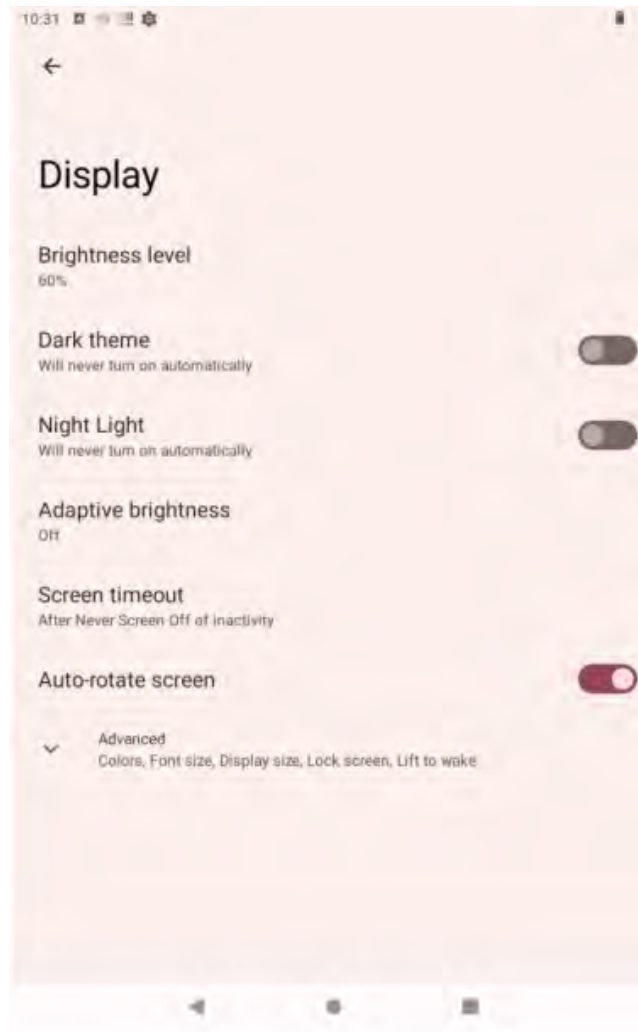 10:31
Display
Brightness level
60%
Dark theme
Will never turn on automatically
Night Light
Will never turn on automatically
Adaptive brightness
Off
Screen timeout
After Never Screen Off of inactivity
Auto-rotate screen
Advanced
Colors, Font size, Display size, Lock screen, Lift to wake